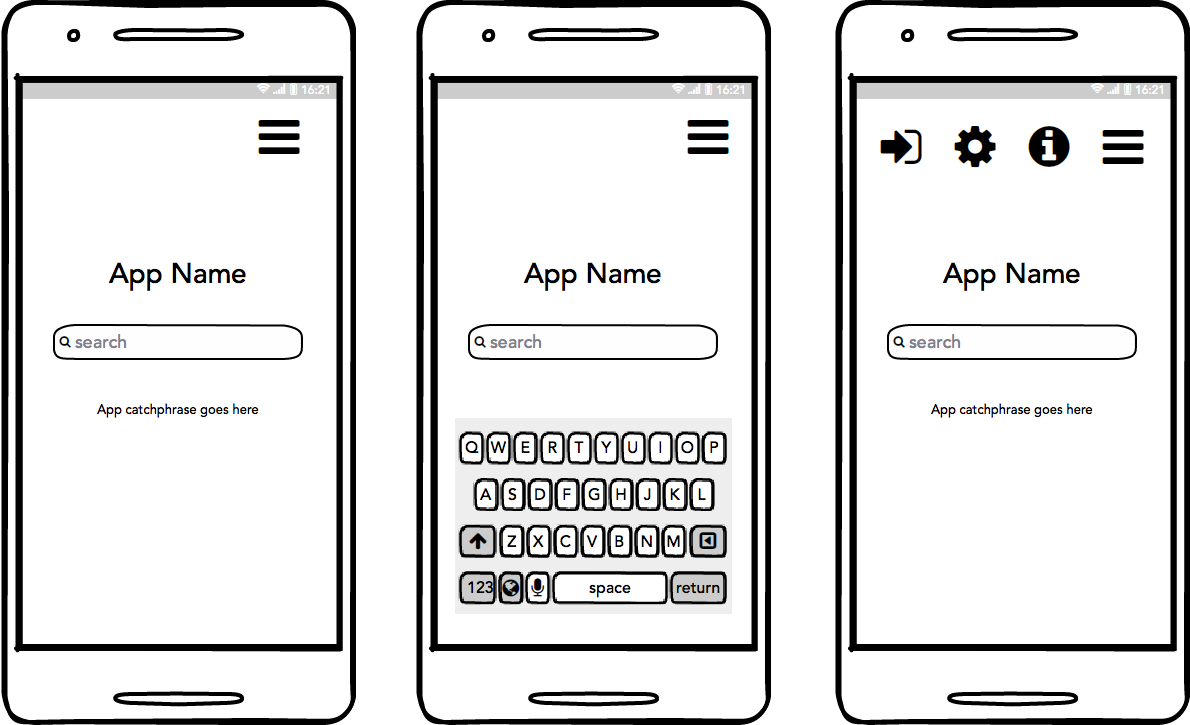 16:21
App Name
search
App catchphrase goes here
16:21
App Name
search
Q W E R T Y U I O P
A S D F G H J K L
Z X C V B N M
123 space return
16:21
App Name
search
App catchphrase goes here